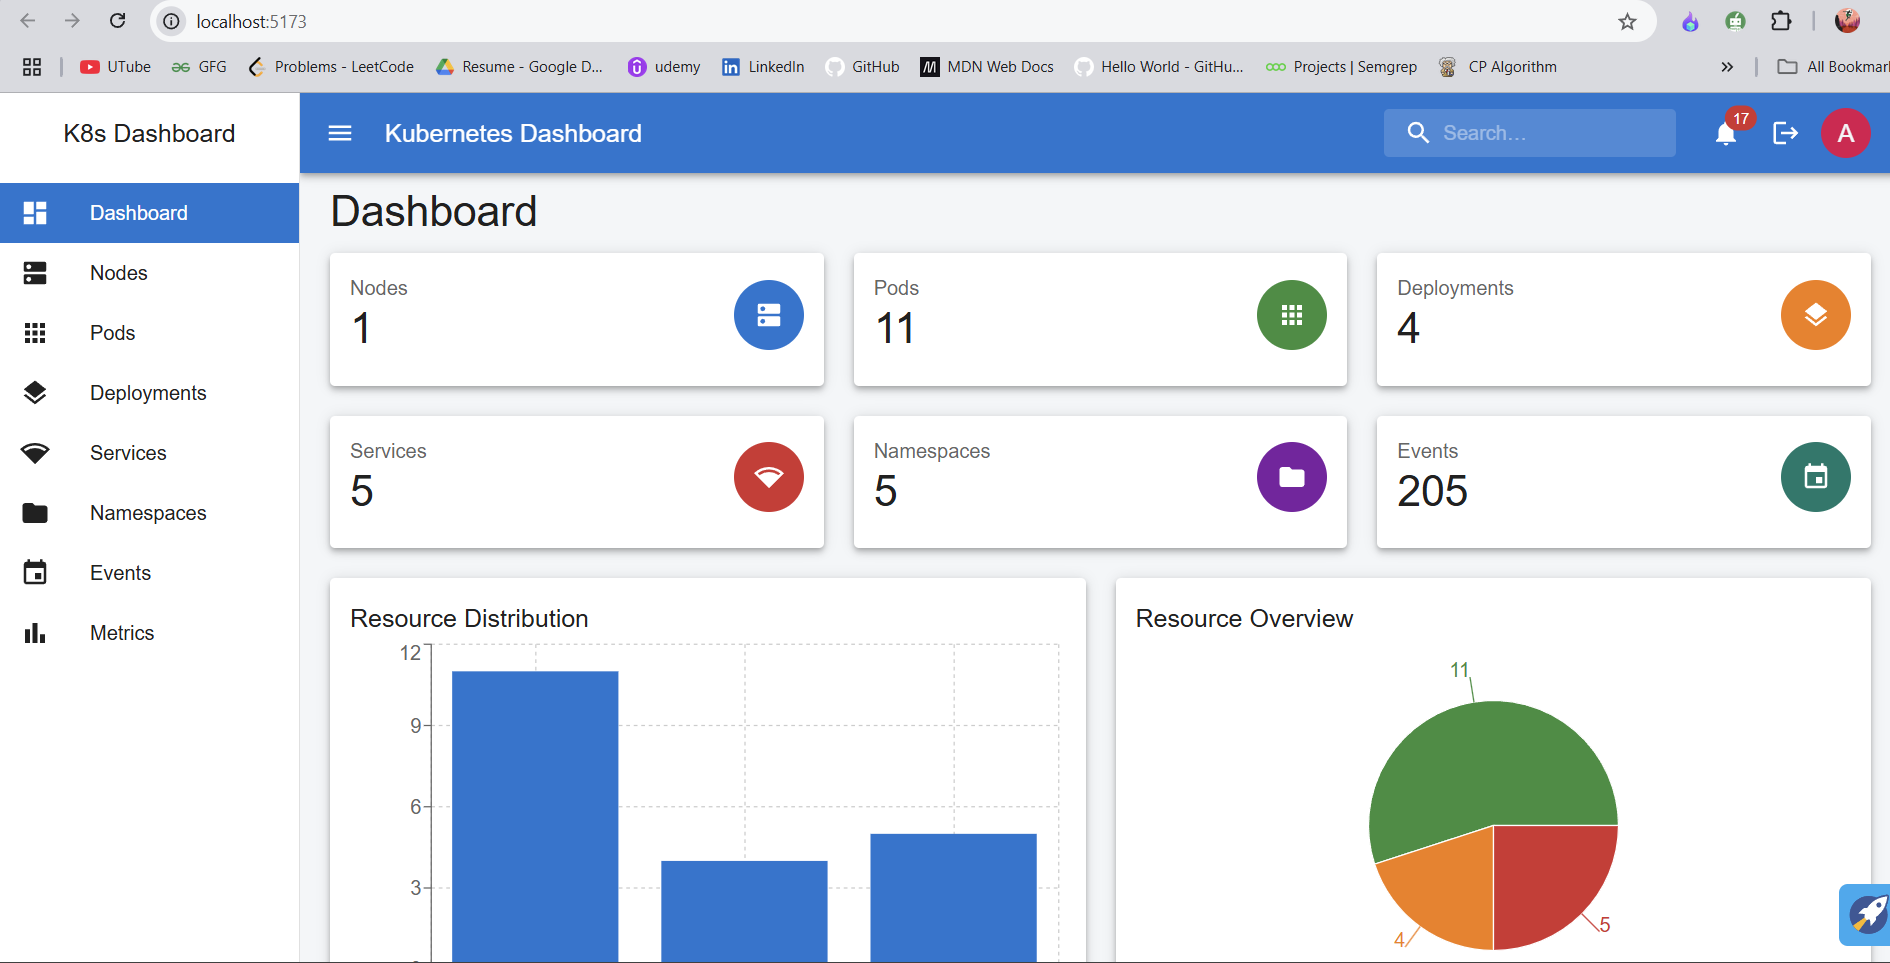 localhost:5173
UTube GFG Problems - LeetCode Resume - Google D... udemy LinkedIn GitHub MDN Web Docs Hello World - GitHu... Projects | Semgrep CP Algorithm » All Bookmar
K8s Dashboard
Kubernetes Dashboard
Search...
17
A
Dashboard
Nodes
Pods
Deployments
Services
Namespaces
Events
Metrics
Dashboard
Nodes
1
Pods
11
Deployments
4
Services
5
Namespaces
5
Events
205
Resource Distribution
12
9
6
3
Resource Overview
11
4
5